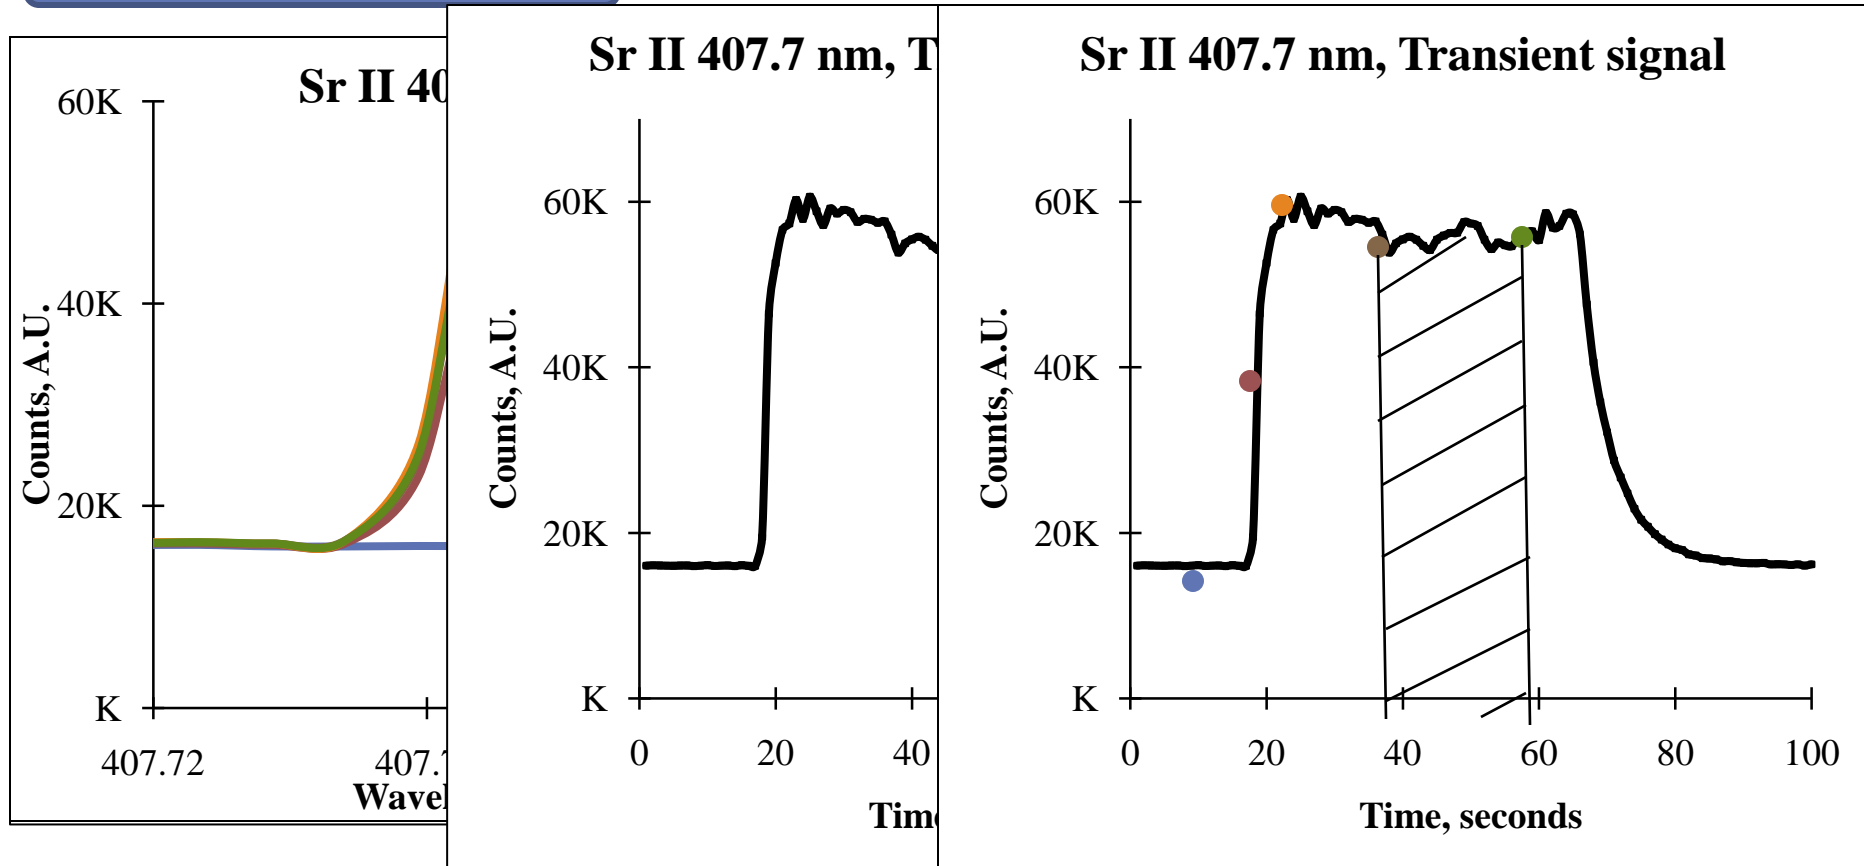 Sr II 40
60K
40K
20K
K
Counts, A.U.
407.72
407.
Wavel
Sr II 407.7 nm, T
60K
40K
20K
K
Counts, A.U.
0 20 40
Time
Sr II 407.7 nm, Transient signal
60K
40K
20K
K
Counts, A.U.
0 20 40 60 80 100
Time, seconds